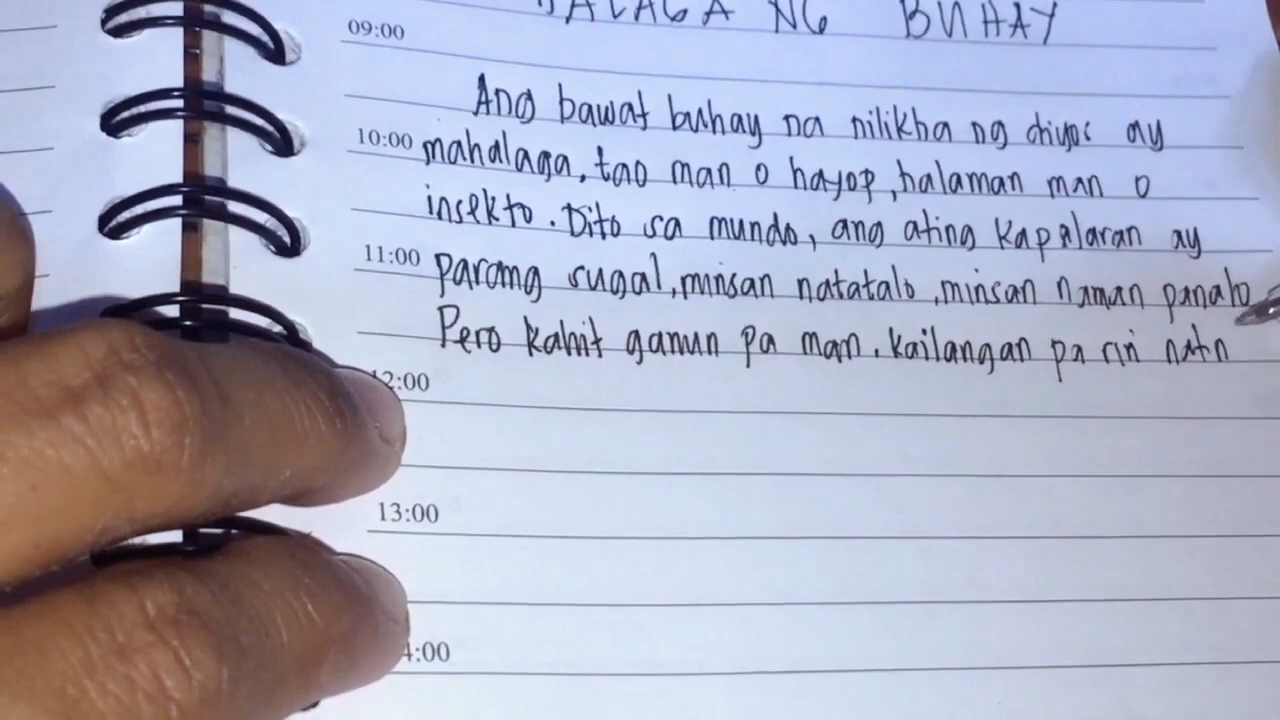 HALAGA NG BUHAY
09:00
Ang bawat buhay na nilikha ng diyos ay
10:00 mahalaga, tao man o hayop, halaman man o
insekto. Dito sa mundo, ang ating kapalaran ay
11:00 parang sugal, minsan natatalo, minsan naman panalo
Pero kahit ganun pa man. kailangan pa rin natn
12:00
13:00
4:00